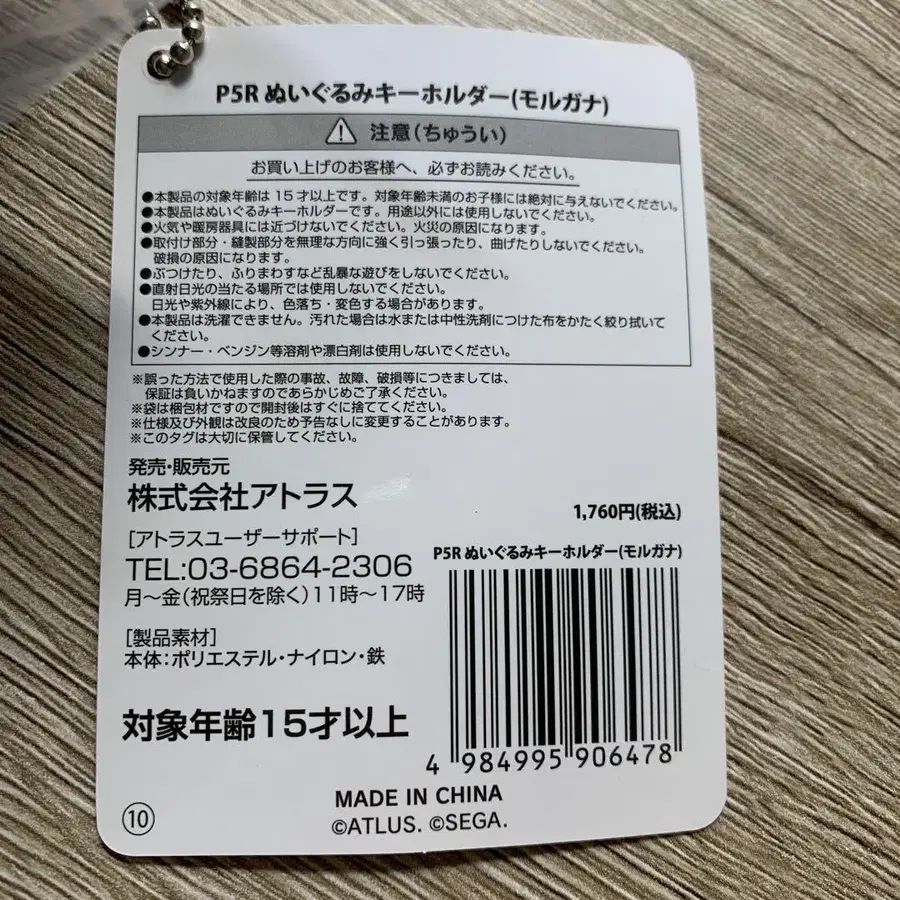 P5R ぬいぐるみキーホルダー(モルガナ)
注意(ちゅうい)
お買い上げのお客様へ、必ずお読みください。
●本製品の対象年齢は15才以上です。対象年齢未満のお子様には絶対に与えないでください。
●本製品はぬいぐるみキーホルダーです。用途以外には使用しないでください。
●火気や暖房器具には近づけないでください。火災の原因になります。
●取付け部分・縫製部分を無理な方向に強く引っ張ったり、曲げたりしないでください。
破損の原因になります。
●ぶつけたり、ふりまわすなど乱暴な遊びをしないでください。
●直射日光の当たる場所では使用しないでください。
日光や紫外線により、色落ち・変色する場合があります。
●本製品は洗濯できません。汚れた場合は水または中性洗剤につけた布をかたく絞り拭いて
ください。
●シンナー・ベンジン等溶剤や漂白剤は使用しないでください。
※誤った方法で使用した際の事故、故障、破損等につきましては、
保証は負いかねますのであらかじめご了承ください。
※袋は梱包材ですので開封後はすぐに捨ててください。
※仕様及び外観は改良のため予告なしに変更することがあります。
※このタグは大切に保管してください。
発売・販売元
株式会社アトラス
1,760円(税込)
[アトラスユーザーサポート]
TEL:03-6864-2306
月〜金(祝祭日を除く)11時〜17時
P5R ぬいぐるみキーホルダー(モルガナ)
[製品素材]
本体:ポリエステル・ナイロン・鉄
対象年齢15才以上
4 984995 906478
MADE IN CHINA
⑩
©ATLUS. ©SEGA.